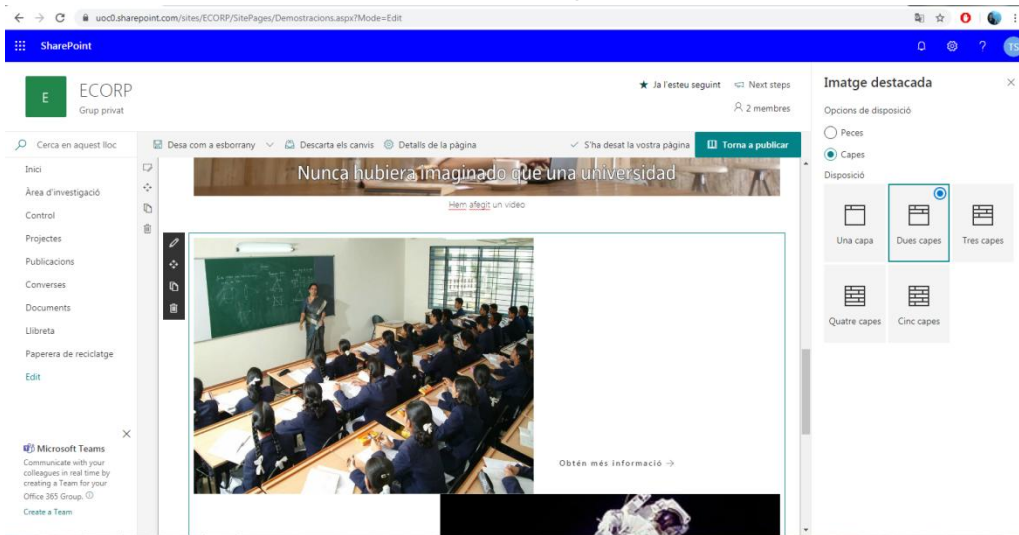 uoc0.sharepoint.com/sites/ECORP/SitePages/Demostracions.aspx?Mode=Edit
SharePoint
TS
E
ECORP
Grup privat
Ja l'esteu seguint
Next steps
2 membres
Cerca en aquest lloc
Desa com a esborrany
Descarta els canvis
Detalls de la pàgina
S'ha desat la vostra pàgina
Torna a publicar
Inici
Àrea d'investigació
Control
Projectes
Publicacions
Converses
Documents
Llibreta
Paperera de reciclatge
Edit
Microsoft Teams
Communicate with your
colleagues in real time by
creating a Team for your
Office 365 Group.
Create a Team
Nunca hubiera imaginado que una universidad
Hem afegit un video
Obtén més informació →
Imatge destacada
Opcions de disposició
Peces
Capes
Disposició
Una capa
Dues capes
Tres capes
Quatre capes
Cinc capes